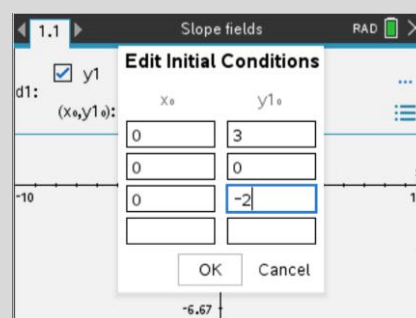 1.1 Slope fields RAD
Edit Initial Conditions
y1
d1:
(x₀,y1₀):
x₀ y1₀
0 3
0 0
0 -2
-10 1
OK Cancel
-6.67